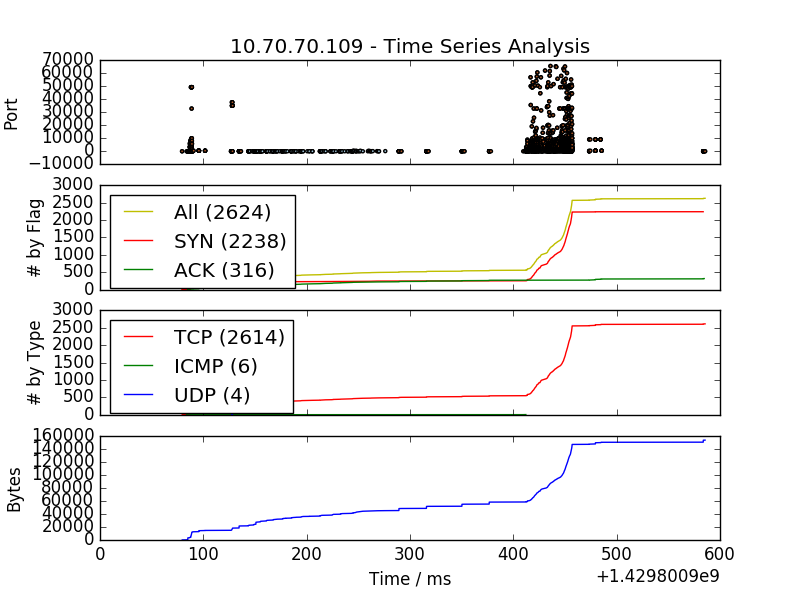 10.70.70.109 - Time Series Analysis
Port
70000
60000
50000
40000
30000
20000
10000
0
−10000
# by Flag
3000
2500
2000
1500
1000
500
0
All (2624)
SYN (2238)
ACK (316)
# by Type
3000
2500
2000
1500
1000
500
0
TCP (2614)
ICMP (6)
UDP (4)
Bytes
160000
140000
120000
100000
80000
60000
40000
20000
0
0 100 200 300 400 500 600
Time / ms
+1.4298009e9